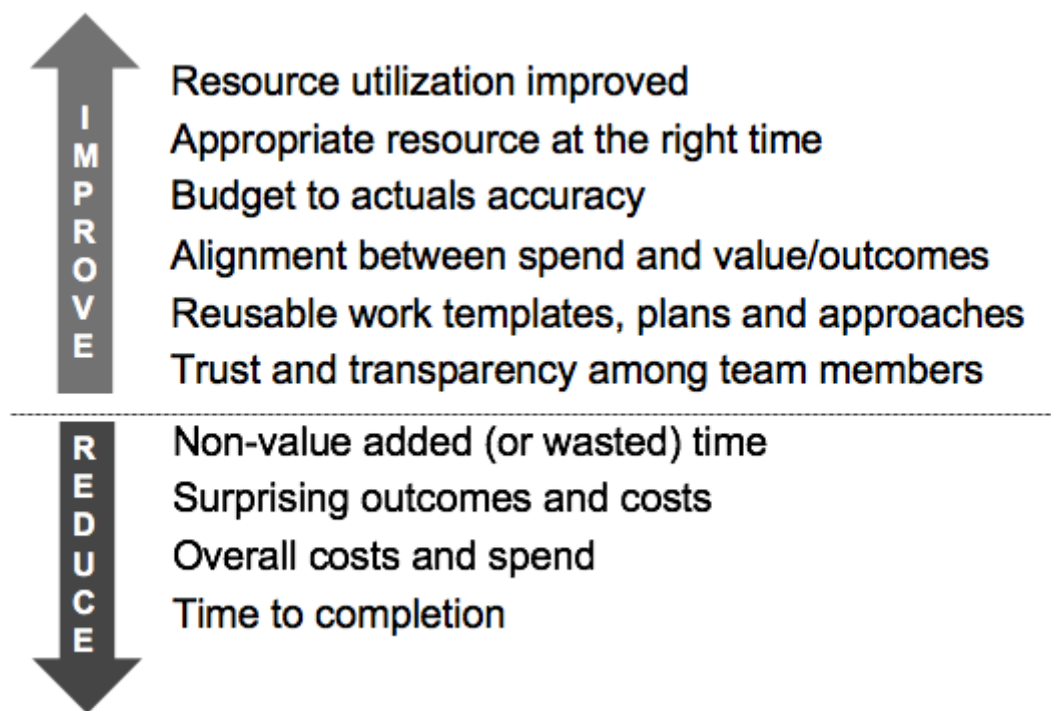 IMPROVE
Resource utilization improved
Appropriate resource at the right time
Budget to actuals accuracy
Alignment between spend and value/outcomes
Reusable work templates, plans and approaches
Trust and transparency among team members
REDUCE
Non-value added (or wasted) time
Surprising outcomes and costs
Overall costs and spend
Time to completion